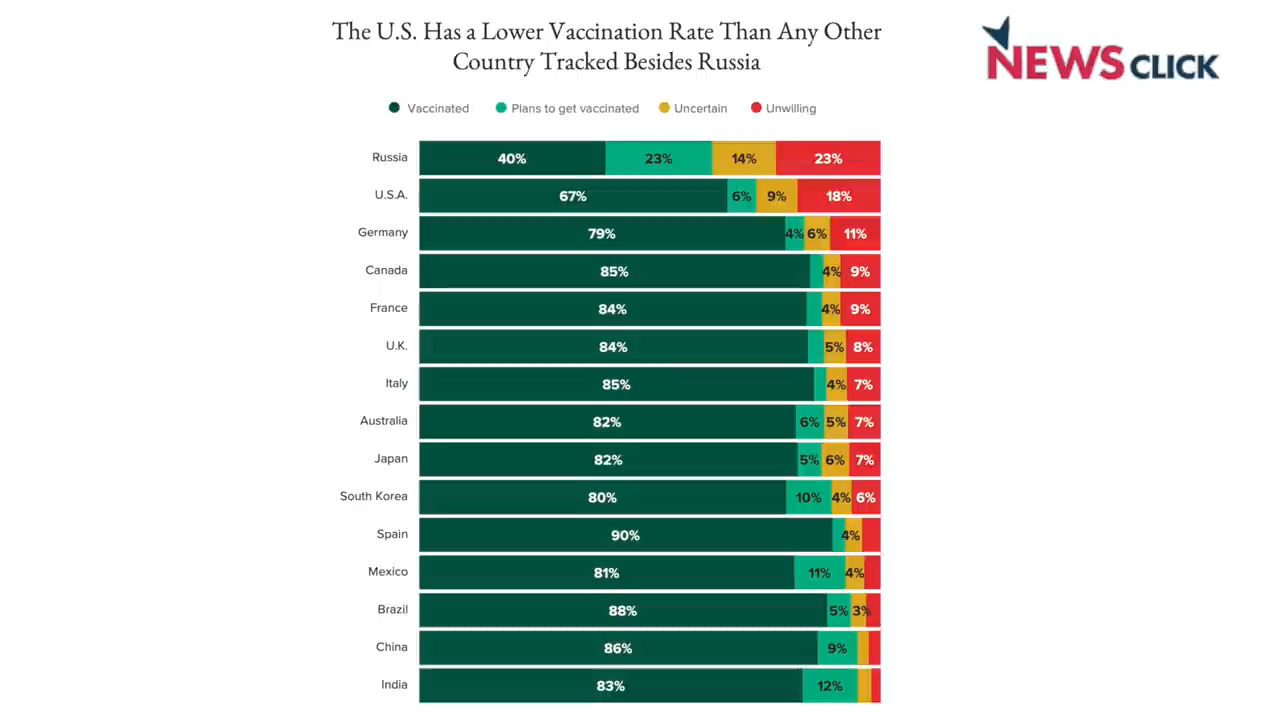 The U.S. Has a Lower Vaccination Rate Than Any Other
Country Tracked Besides Russia
NEWSCLICK
Vaccinated Plans to get vaccinated Uncertain Unwilling
Russia 40% 23% 14% 23%
U.S.A. 67% 6% 9% 18%
Germany 79% 4% 6% 11%
Canada 85% 4% 9%
France 84% 4% 9%
U.K. 84% 5% 8%
Italy 85% 4% 7%
Australia 82% 6% 5% 7%
Japan 82% 5% 6% 7%
South Korea 80% 10% 4% 6%
Spain 90% 4%
Mexico 81% 11% 4%
Brazil 88% 5% 3%
China 86% 9%
India 83% 12%